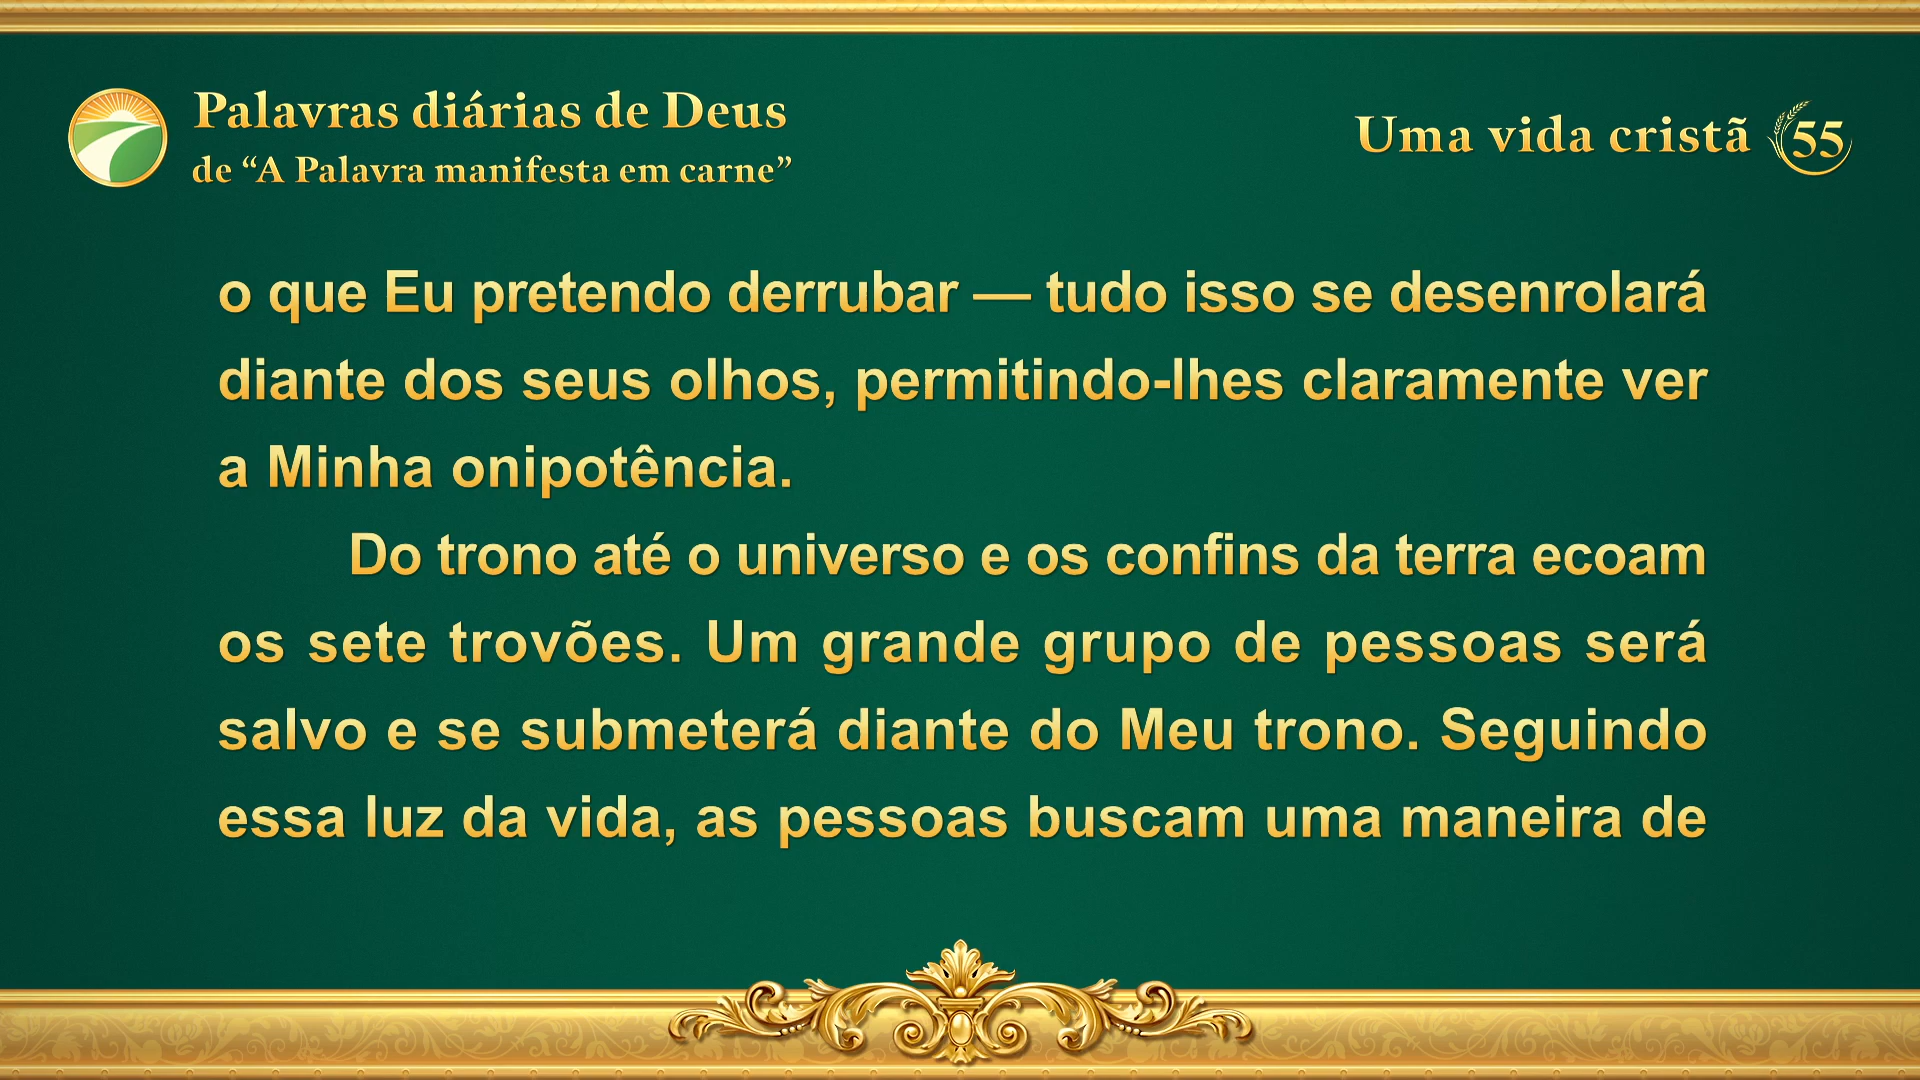 Palavras diárias de Deus
de “A Palavra manifesta em carne”
Uma vida cristã 55
o que Eu pretendo derrubar — tudo isso se desenrolará
diante dos seus olhos, permitindo-lhes claramente ver
a Minha onipotência.
Do trono até o universo e os confins da terra ecoam
os sete trovões. Um grande grupo de pessoas será
salvo e se submeterá diante do Meu trono. Seguindo
essa luz da vida, as pessoas buscam uma maneira de